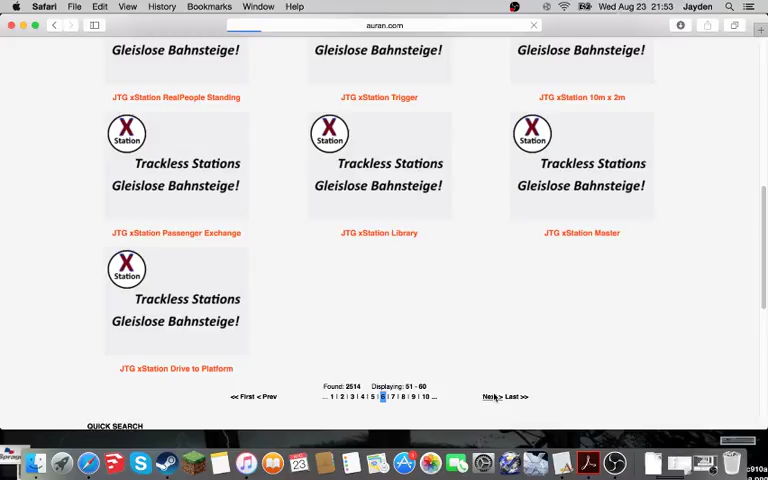 Safari File Edit View History Bookmarks Window Help Wed Aug 23 21:53 Jayden
auran.com
Gleislose Bahnsteige! Gleislose Bahnsteige! Gleislose Bahnsteige!
JTG xStation RealPeople Standing JTG xStation Trigger JTG xStation 10m x 2m
X Station X Station X Station
Trackless Stations Trackless Stations Trackless Stations
Gleislose Bahnsteige! Gleislose Bahnsteige! Gleislose Bahnsteige!
JTG xStation Passenger Exchange JTG xStation Library JTG xStation Master
X Station
Trackless Stations
Gleislose Bahnsteige!
JTG xStation Drive to Platform
Found: 2514 Displaying: 51 - 60
<< First < Prev ... 1 | 2 | 3 | 4 | 5 | 6 | 7 | 8 | 9 | 10 ... Next > Last >>
QUICK SEARCH